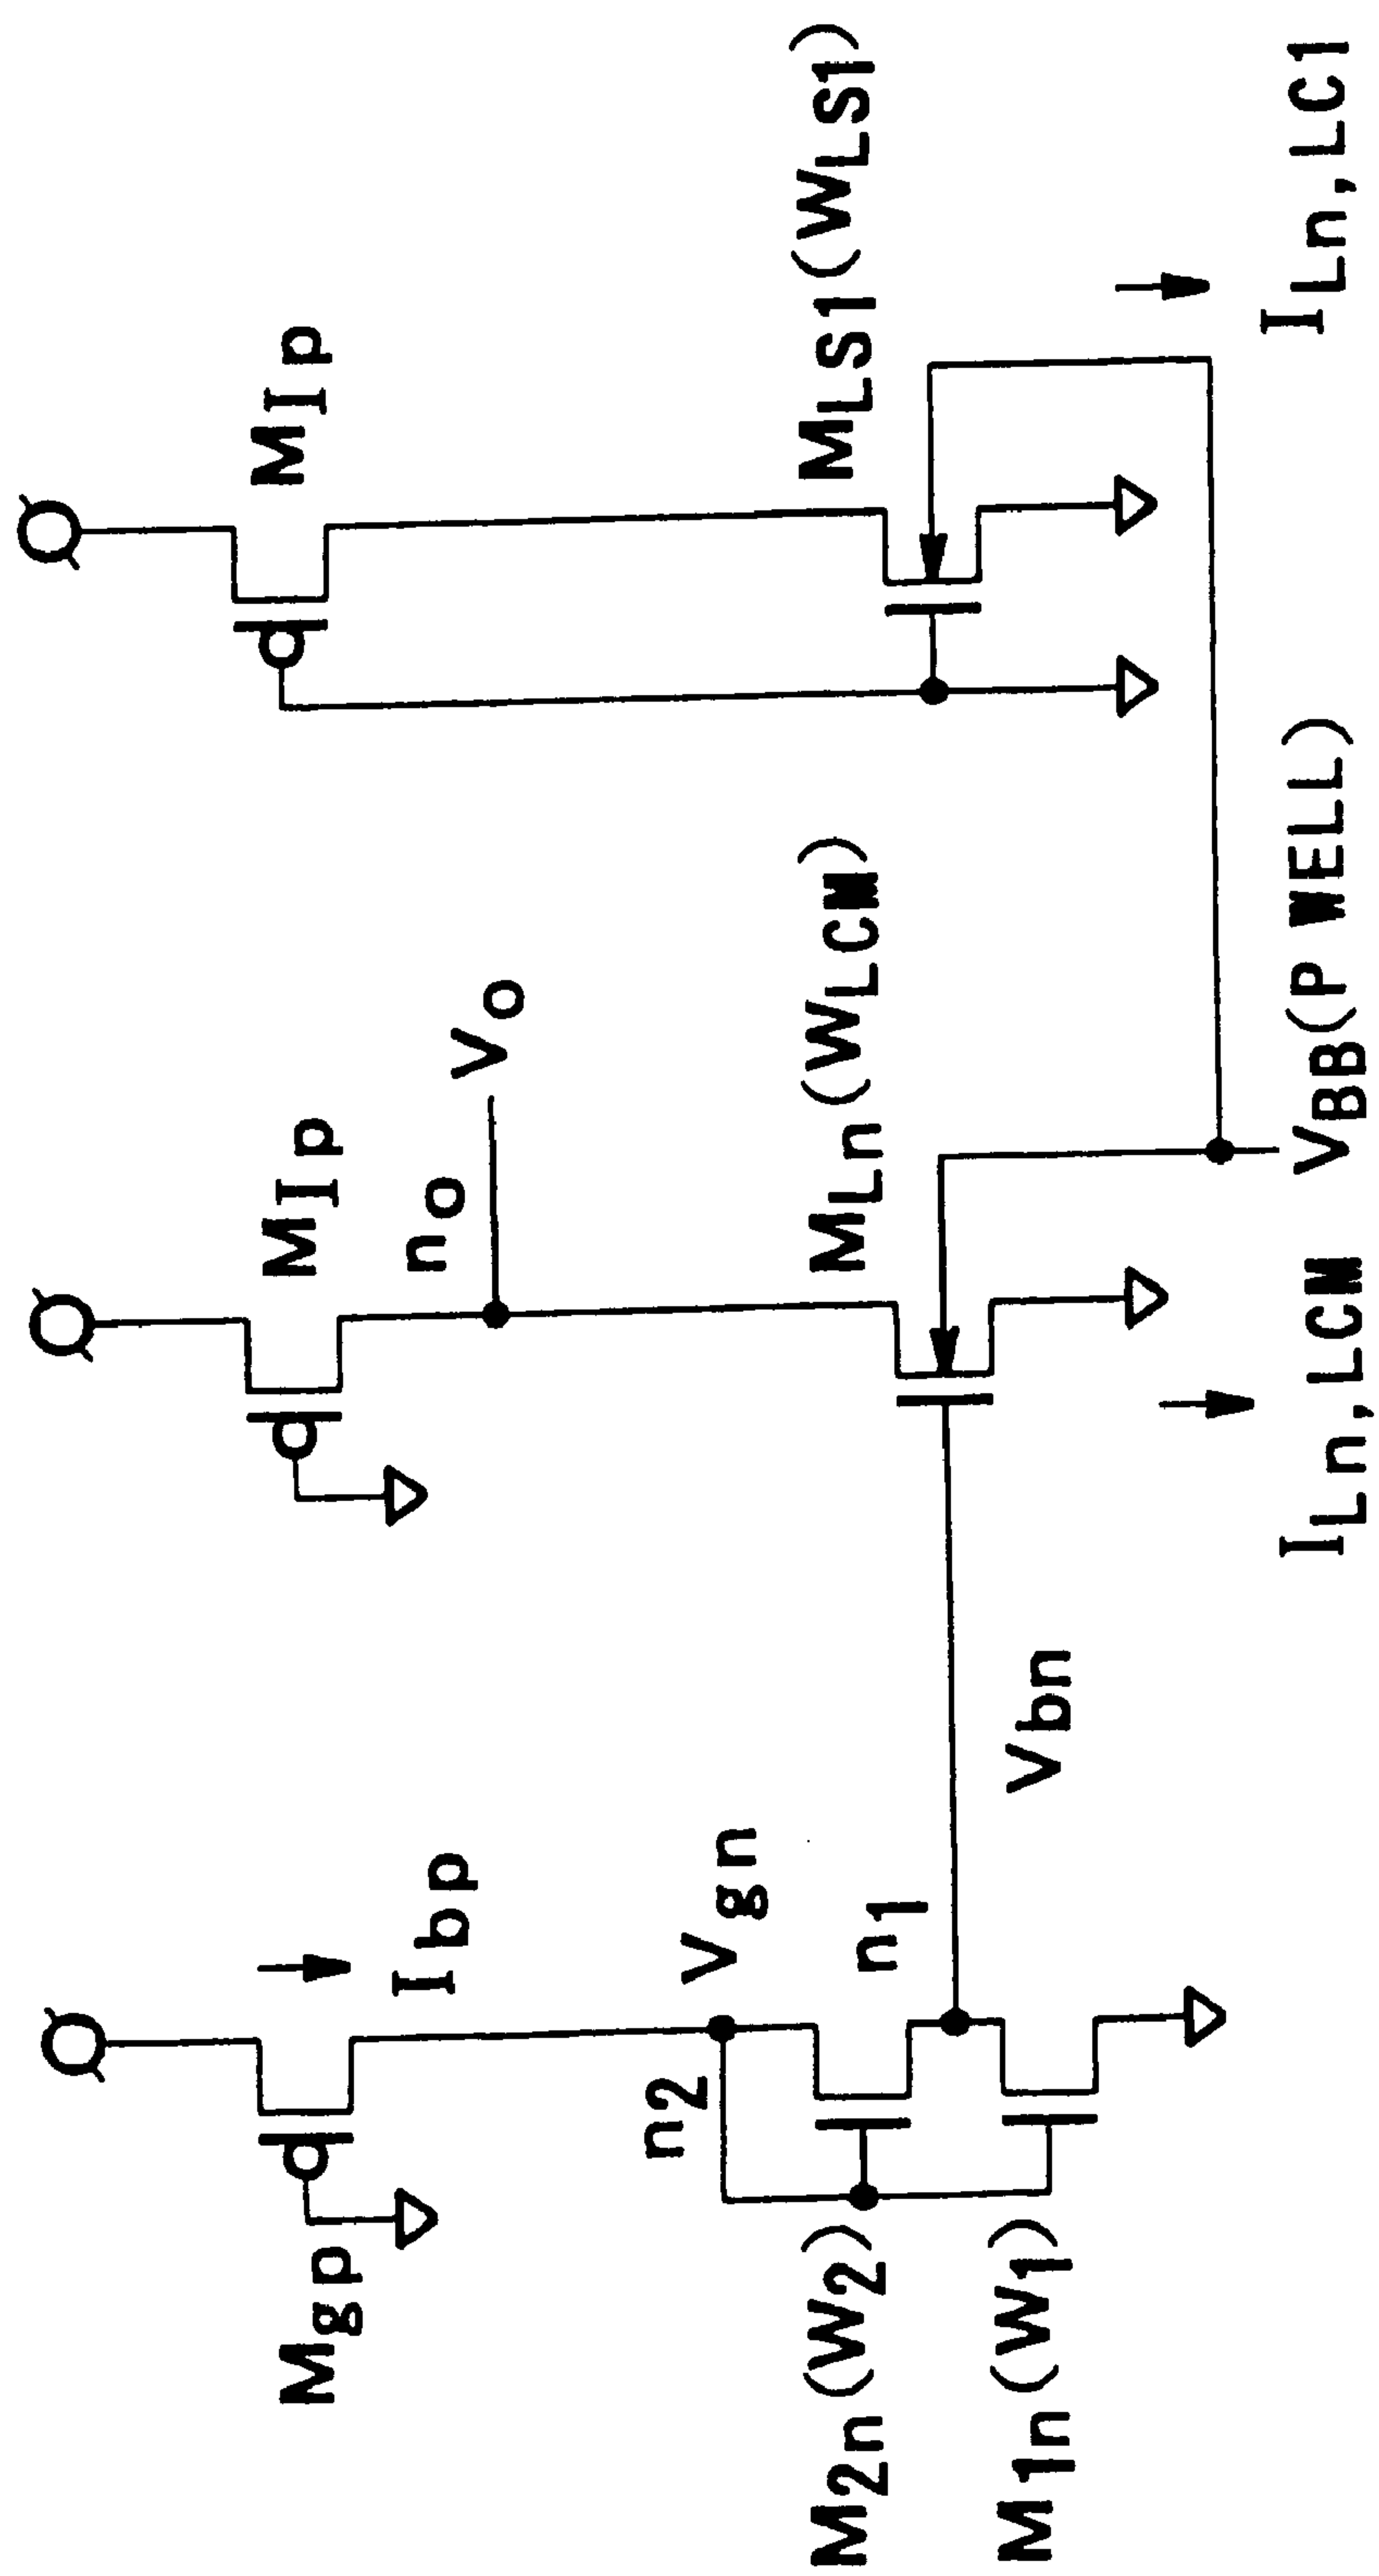 Mgp
Ibp
MIp
MIp
Vgn
n2
no
Vo
M2n(W2)
n1
MLn(WLCM)
MLS1(WLS1)
M1n(W1)
Vbn
ILn,LCM
VBB(P WELL)
ILn,LC1